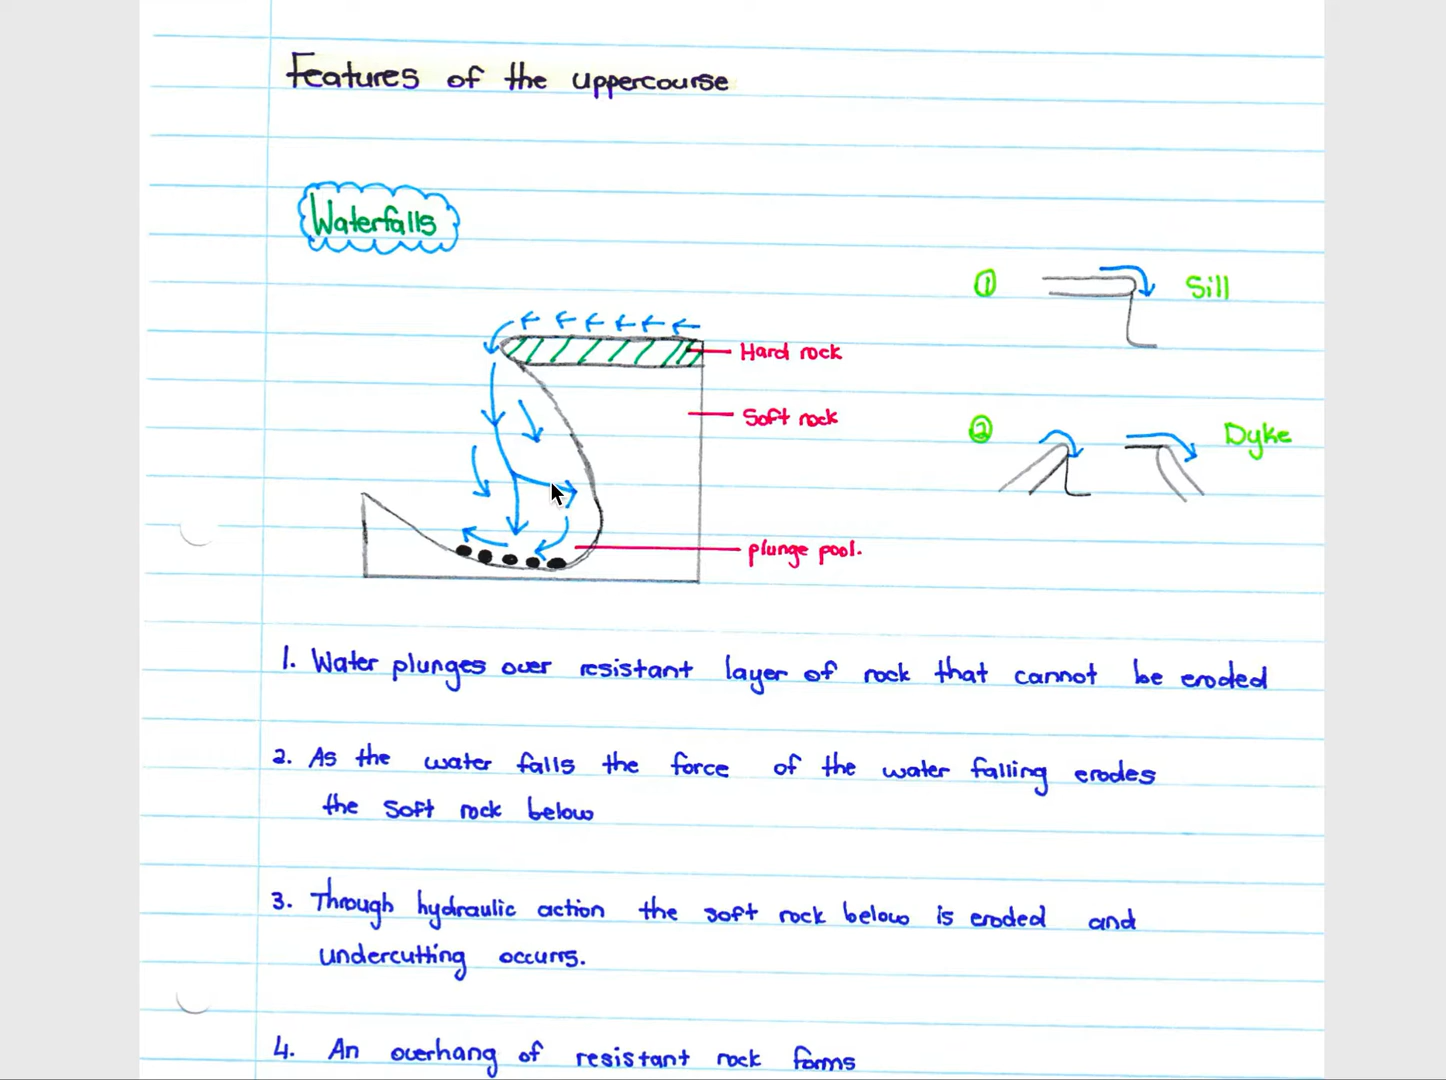 Features of the uppercourse
Waterfalls
① Sill
Hard rock
Soft rock
② Dyke
plunge pool.
1. Water plunges over resistant layer of rock that cannot be eroded
2. As the water falls the force of the water falling erodes
the soft rock below
3. Through hydraulic action the soft rock below is eroded and
undercutting occurrs.
4. An overhang of resistant rock forms